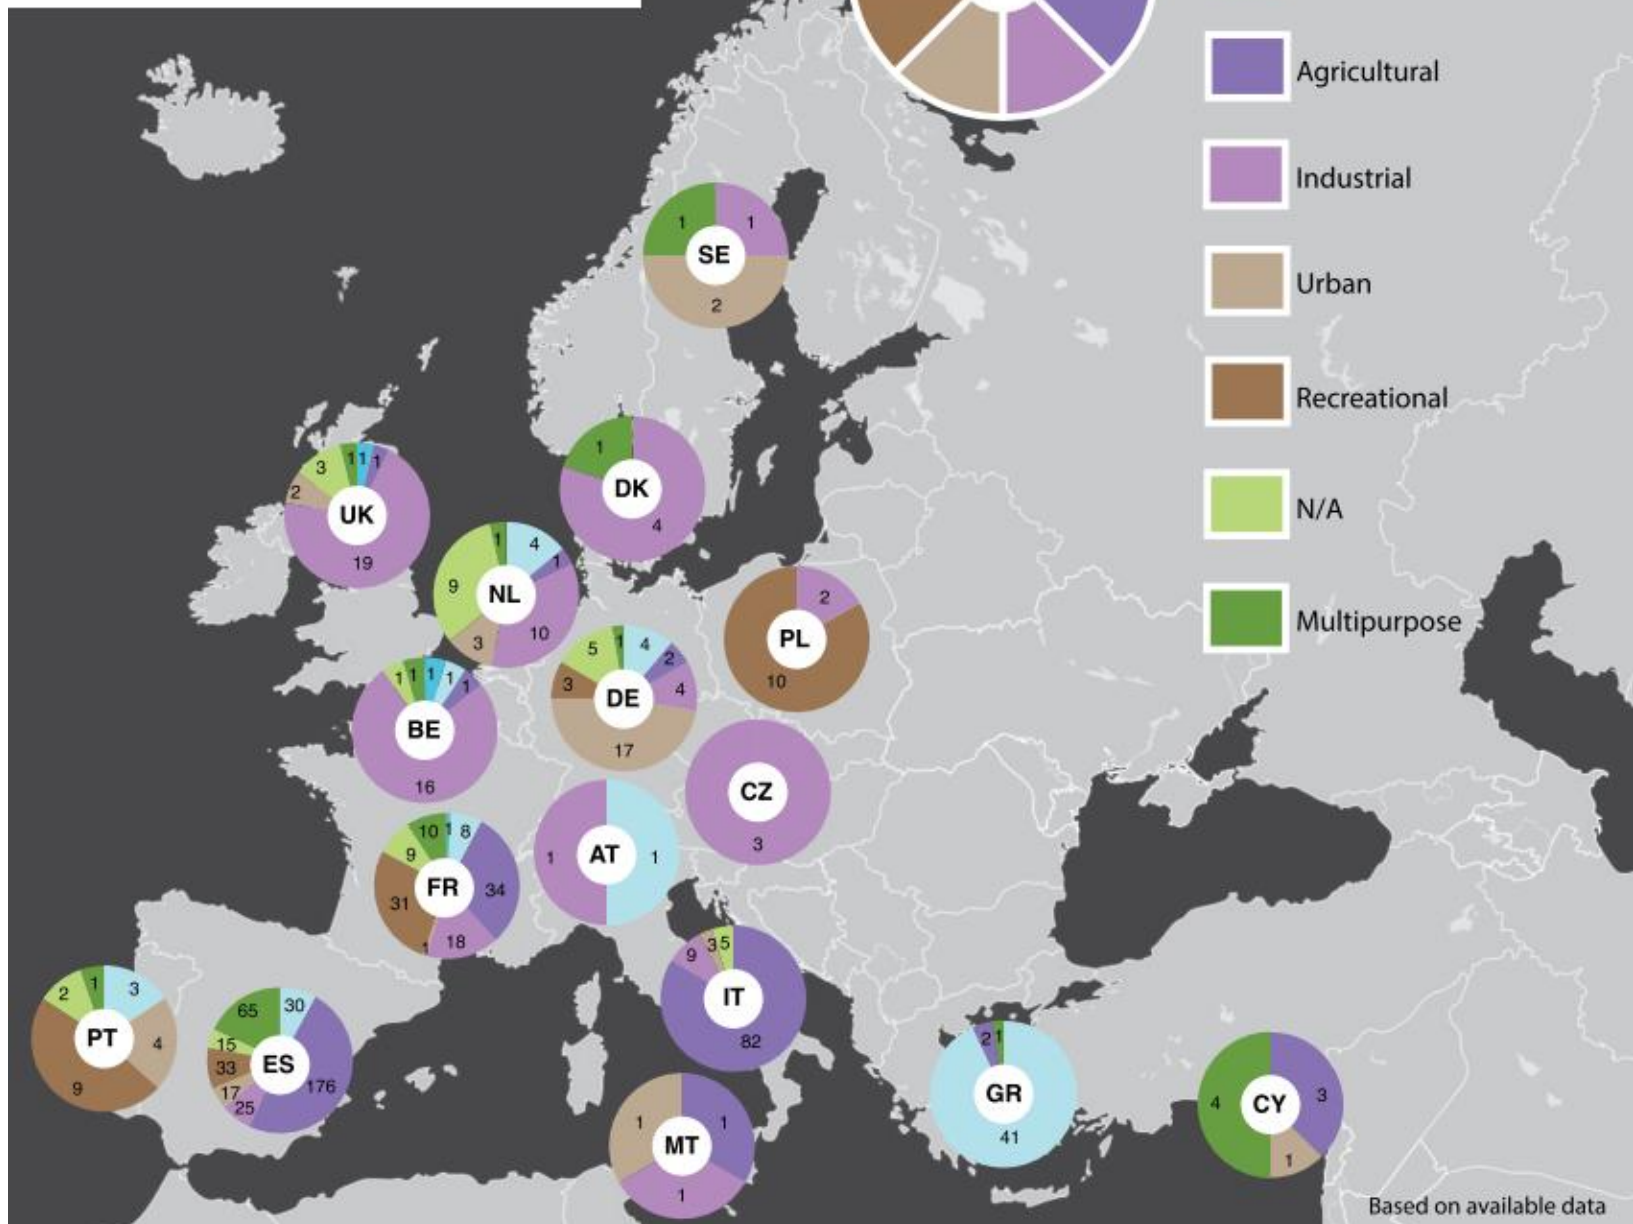 Agricultural
Industrial
1 1
SE
2
Urban
Recreational
1
DK
4
3 1 1 1
2
UK
19
N/A
1 4
1
9
NL
3 10
2
PL
10
Multipurpose
5 1 4
2
3 DE 4
17
1 1 1 1 1
BE
16
CZ
3
1 AT 1
10 1 8
9
FR 34
31
1 18
3 5
9
IT
82
2 1 3
PT 4
9
65 30
15
ES
33
176
17
25
2 1
GR
41
4 CY 3
1
1 1
MT
1
Based on available data